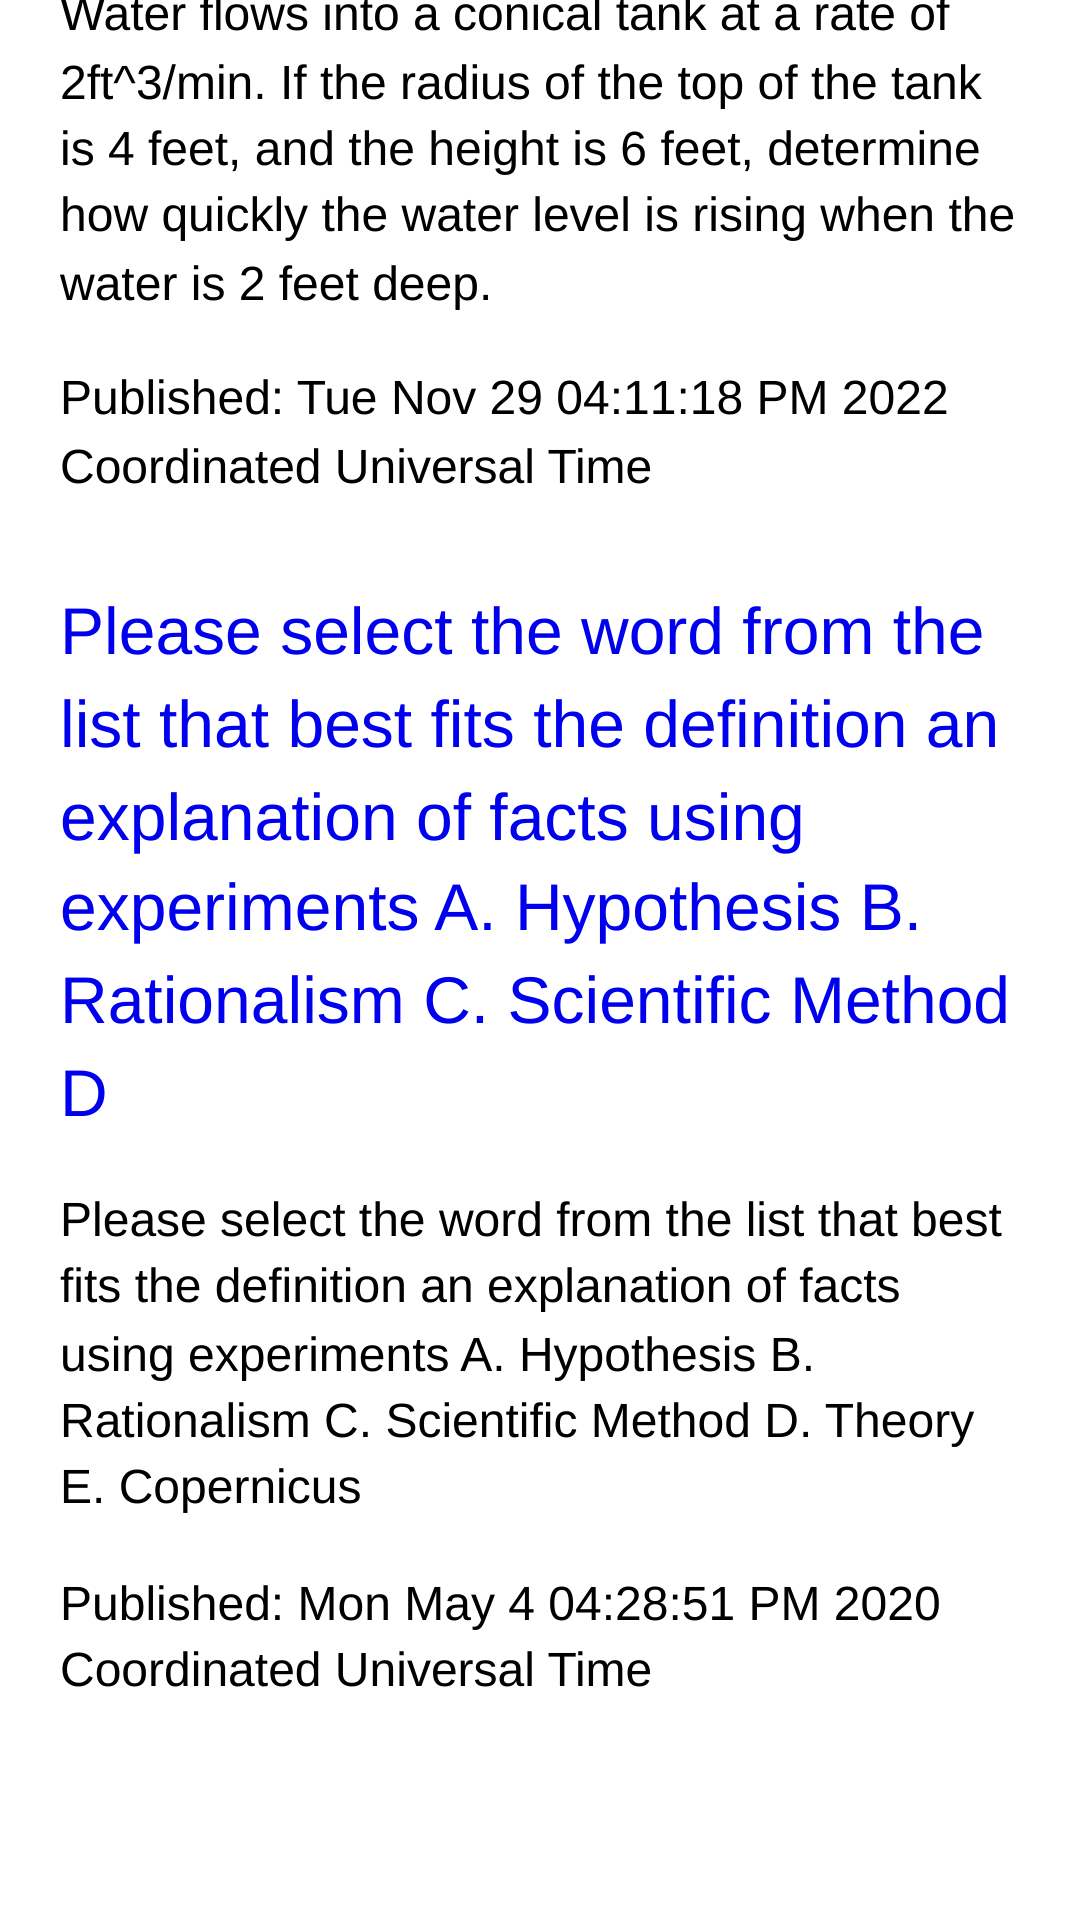 Water flows into a conical tank at a rate of
2ft^3/min. If the radius of the top of the tank
is 4 feet, and the height is 6 feet, determine
how quickly the water level is rising when the
water is 2 feet deep.
Published: Tue Nov 29 04:11:18 PM 2022
Coordinated Universal Time
Please select the word from the
list that best fits the definition an
explanation of facts using
experiments A. Hypothesis B.
Rationalism C. Scientific Method
D
Please select the word from the list that best
fits the definition an explanation of facts
using experiments A. Hypothesis B.
Rationalism C. Scientific Method D. Theory
E. Copernicus
Published: Mon May 4 04:28:51 PM 2020
Coordinated Universal Time